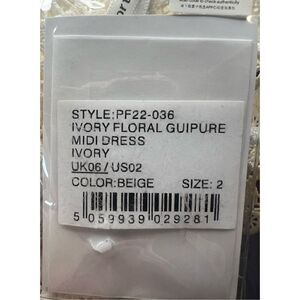 STYLE:PF22-036
IVORY FLORAL GUIPURE
MIDI DRESS
IVORY
UK06/US02
COLOR:BEIGE SIZE: 2
5 059939 029281